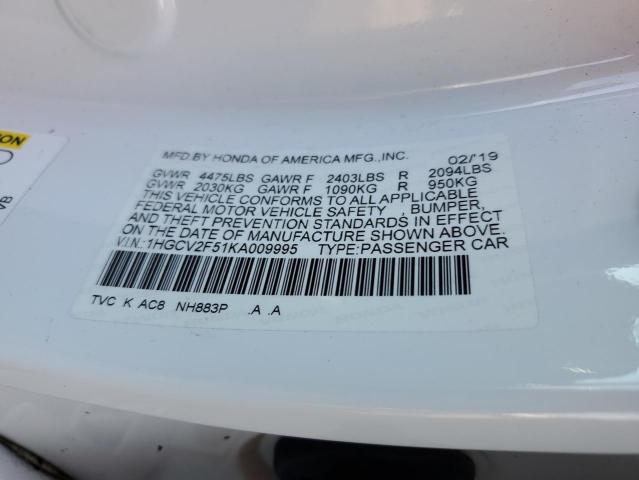 MFD.BY HONDA OF AMERICA MFG.,INC. 02/'19
GVWR 4475LBS GAWR F 2403LBS R 2094LBS
GVWR 2030KG GAWR F 1090KG R 950KG
THIS VEHICLE CONFORMS TO ALL APPLICABLE
FEDERAL MOTOR VEHICLE SAFETY, BUMPER,
AND THEFT PREVENTION STANDARDS IN EFFECT
ON THE DATE OF MANUFACTURE SHOWN ABOVE.
V.I.N.:1HGCV2F51KA009995 TYPE:PASSENGER CAR
TVC K AC8 NH883P .A .A